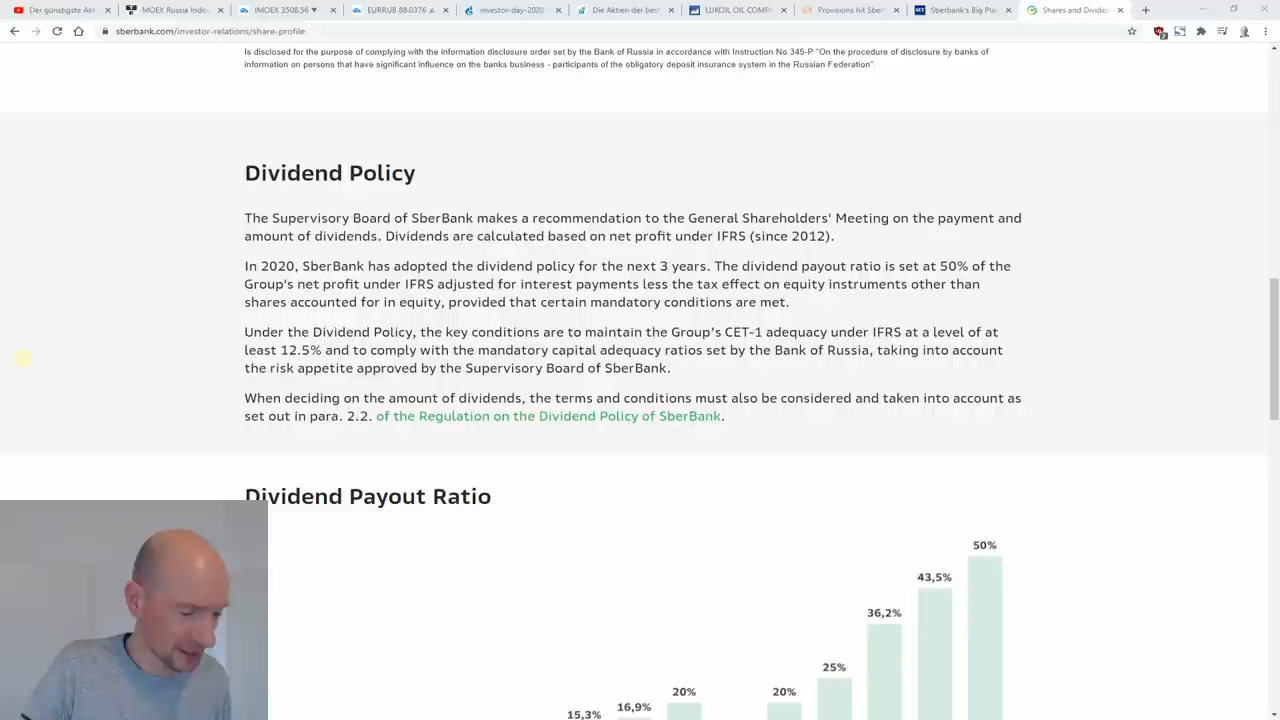 Der günstigste Akt
MOEX Russia Inde
IMOEX 3508,56 ▼
EURRUB 88.0376
investor-day-2020
Die Aktien der best
LUKOIL OIL COMP
Provisions hit Sber
Sberbank's Big Pla
Shares and Divide
sberbank.com/investor-relations/share-profile
Is disclosed for the purpose of complying with the information disclosure order set by the Bank of Russia in accordance with Instruction No.345-P "On the procedure of disclosure by banks of
information on persons that have significant influence on the banks business - participants of the obligatory deposit insurance system in the Russian Federation".
Dividend Policy
The Supervisory Board of SberBank makes a recommendation to the General Shareholders' Meeting on the payment and
amount of dividends. Dividends are calculated based on net profit under IFRS (since 2012).
In 2020, SberBank has adopted the dividend policy for the next 3 years. The dividend payout ratio is set at 50% of the
Group's net profit under IFRS adjusted for interest payments less the tax effect on equity instruments other than
shares accounted for in equity, provided that certain mandatory conditions are met.
Under the Dividend Policy, the key conditions are to maintain the Group's CET-1 adequacy under IFRS at a level of at
least 12.5% and to comply with the mandatory capital adequacy ratios set by the Bank of Russia, taking into account
the risk appetite approved by the Supervisory Board of SberBank.
When deciding on the amount of dividends, the terms and conditions must also be considered and taken into account as
set out in para. 2.2. of the Regulation on the Dividend Policy of SberBank.
Dividend Payout Ratio
50%
43,5%
36,2%
25%
20%
20%
16,9%
15,3%